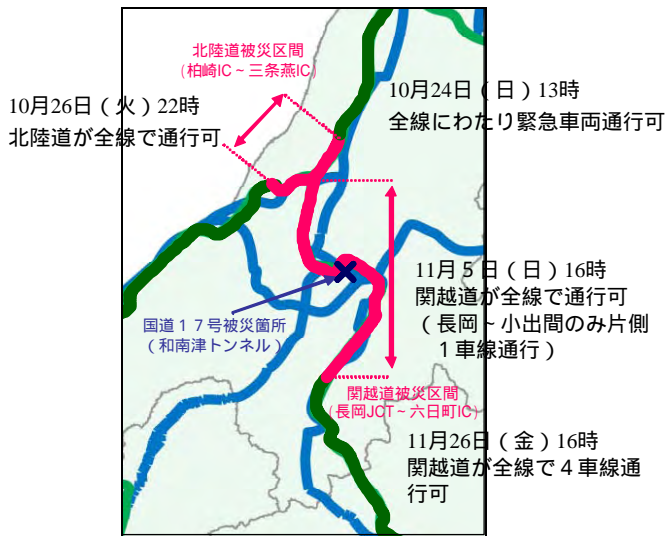 北陸道被災区間
(柏崎IC～三条燕IC)
10月26日(火)22時
北陸道が全線で通行可
10月24日(日)13時
全線にわたり緊急車両通行可
11月5日(日)16時
関越道が全線で通行可
(長岡～小出間のみ片側
1車線通行)
国道１７号被災箇所
(和南津トンネル)
関越道被災区間
(長岡JCT～六日町IC)
11月26日(金)16時
関越道が全線で４車線通
行可